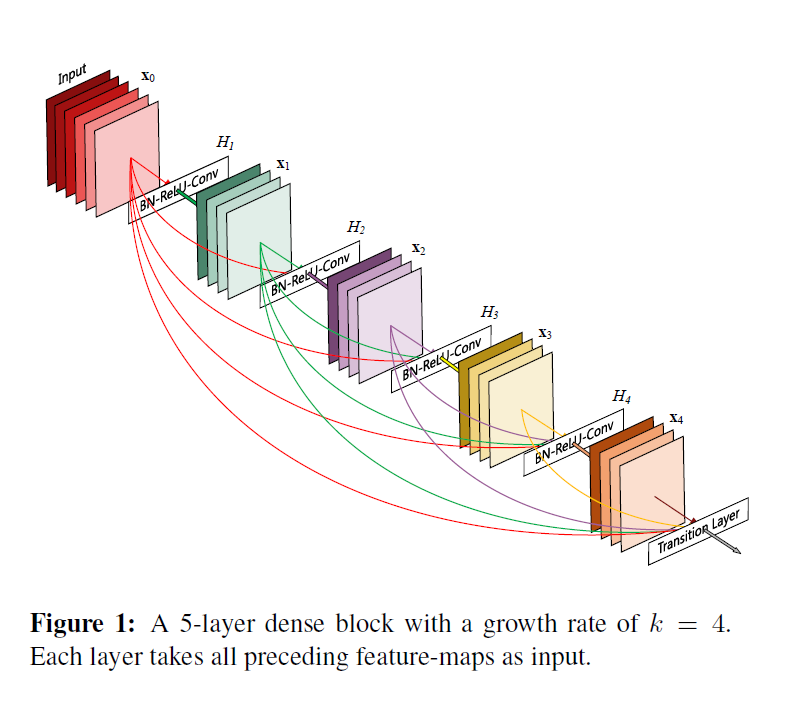 Input
x0
H1
BN-ReLU-Conv
x1
H2
BN-ReLU-Conv
x2
H3
BN-ReLU-Conv
x3
H4
BN-ReLU-Conv
x4
Transition Layer
Figure 1: A 5-layer dense block with a growth rate of k = 4.
Each layer takes all preceding feature-maps as input.